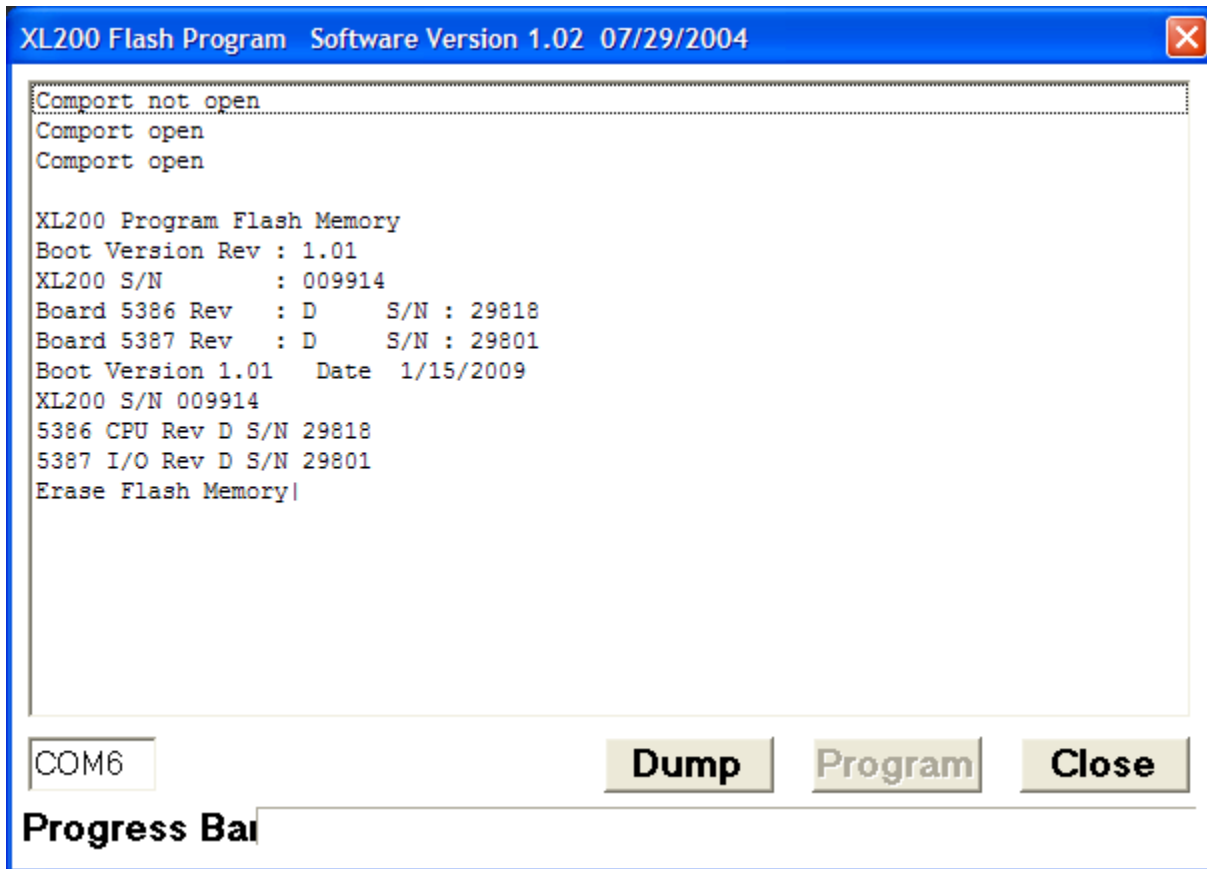 XL200 Flash Program   Software Version 1.02  07/29/2004
Comport not open
Comport open
Comport open
XL200 Program Flash Memory
Boot Version Rev : 1.01
XL200 S/N        : 009914
Board 5386 Rev   : D     S/N : 29818
Board 5387 Rev   : D     S/N : 29801
Boot Version 1.01   Date  1/15/2009
XL200 S/N 009914
5386 CPU Rev D S/N 29818
5387 I/O Rev D S/N 29801
Erase Flash Memory|
COM6 Dump Program Close
Progress Bar